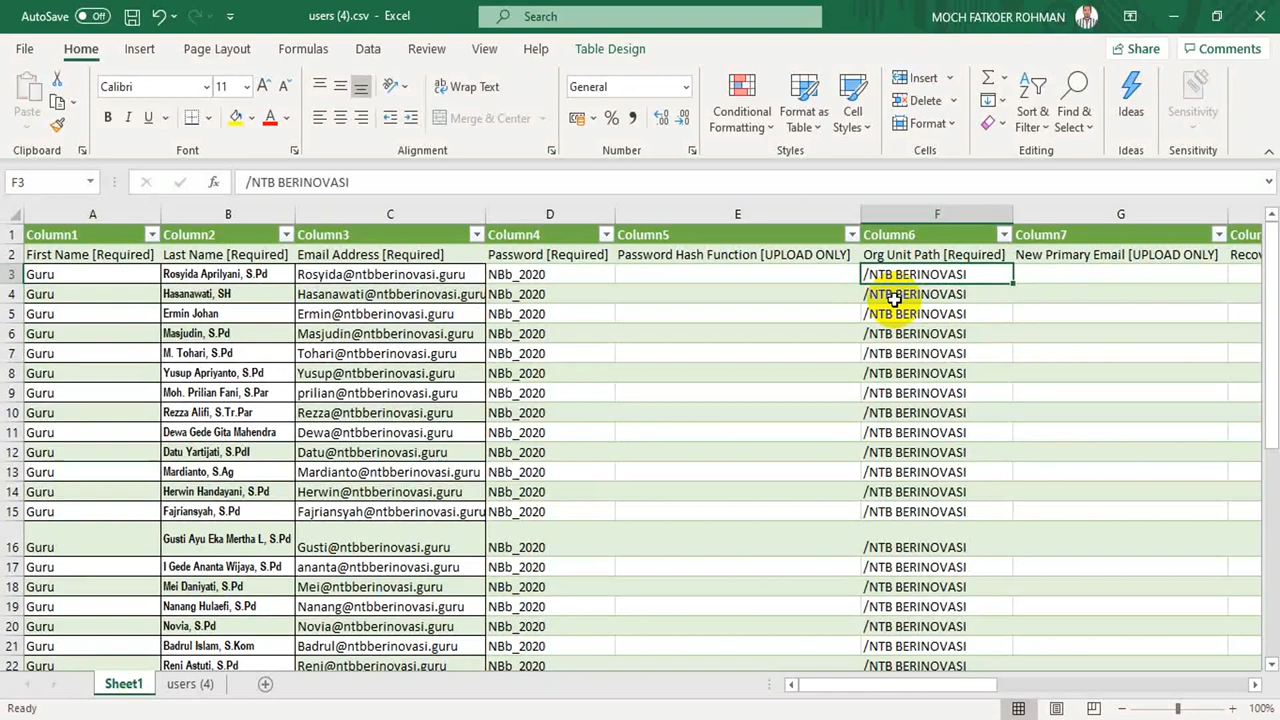 AutoSave Off users (4).csv - Excel Search MOCH FATKOER ROHMAN
File Home Insert Page Layout Formulas Data Review View Help Table Design Share Comments
Paste Calibri 11 Wrap Text General Conditional Formatting Format as Table Cell Styles Insert Sort & Filter Find & Select Ideas Sensitivity
B I U Merge & Center Delete
Format
Clipboard Font Alignment Number Styles Cells Editing Ideas Sensitivity
F3 fx /NTB BERINOVASI
A B C D E F G
1 Column1 Column2 Column3 Column4 Column5 Column6 Column7 Colur
2 First Name [Required] Last Name [Required] Email Address [Required] Password [Required] Password Hash Function [UPLOAD ONLY] Org Unit Path [Required] New Primary Email [UPLOAD ONLY] Reco
3 Guru Rosyida Aprilyani, S.Pd Rosyida@ntbberinovasi.guru NBb_2020 /NTB BERINOVASI
4 Guru Hasanawati, SH Hasanawati@ntbberinovasi.guru NBb_2020 /NTB BERINOVASI
5 Guru Ermin Johan Ermin@ntbberinovasi.guru NBb_2020 /NTB BERINOVASI
6 Guru Masjudin, S.Pd Masjudin@ntbberinovasi.guru NBb_2020 /NTB BERINOVASI
7 Guru M. Tohari, S.Pd Tohari@ntbberinovasi.guru NBb_2020 /NTB BERINOVASI
8 Guru Yusup Apriyanto, S.Pd Yusup@ntbberinovasi.guru NBb_2020 /NTB BERINOVASI
9 Guru Moh. Prilian Fani, S.Par prilian@ntbberinovasi.guru NBb_2020 /NTB BERINOVASI
10 Guru Rezza Alifi, S.Tr.Par Rezza@ntbberinovasi.guru NBb_2020 /NTB BERINOVASI
11 Guru Dewa Gede Gita Mahendra Dewa@ntbberinovasi.guru NBb_2020 /NTB BERINOVASI
12 Guru Datu Yartijati, S.PdI Datu@ntbberinovasi.guru NBb_2020 /NTB BERINOVASI
13 Guru Mardianto, S.Ag Mardianto@ntbberinovasi.guru NBb_2020 /NTB BERINOVASI
14 Guru Herwin Handayani, S.Pd Herwin@ntbberinovasi.guru NBb_2020 /NTB BERINOVASI
15 Guru Fajriansyah, S.Pd Fajriansyah@ntbberinovasi.guru NBb_2020 /NTB BERINOVASI
16 Guru Gusti Ayu Eka Mertha L, S.Pd Gusti@ntbberinovasi.guru NBb_2020 /NTB BERINOVASI
17 Guru I Gede Ananta Wijaya, S.Pd ananta@ntbberinovasi.guru NBb_2020 /NTB BERINOVASI
18 Guru Mei Daniyati, S.Pd Mei@ntbberinovasi.guru NBb_2020 /NTB BERINOVASI
19 Guru Nanang Hulaefi, S.Pd Nanang@ntbberinovasi.guru NBb_2020 /NTB BERINOVASI
20 Guru Novia, S.Pd Novia@ntbberinovasi.guru NBb_2020 /NTB BERINOVASI
21 Guru Badrul Islam, S.Kom Badrul@ntbberinovasi.guru NBb_2020 /NTB BERINOVASI
22 Guru Reni Astuti, S.Pd Reni@ntbberinovasi.guru NBb_2020 /NTB BERINOVASI
Sheet1 users (4)
Ready 100%